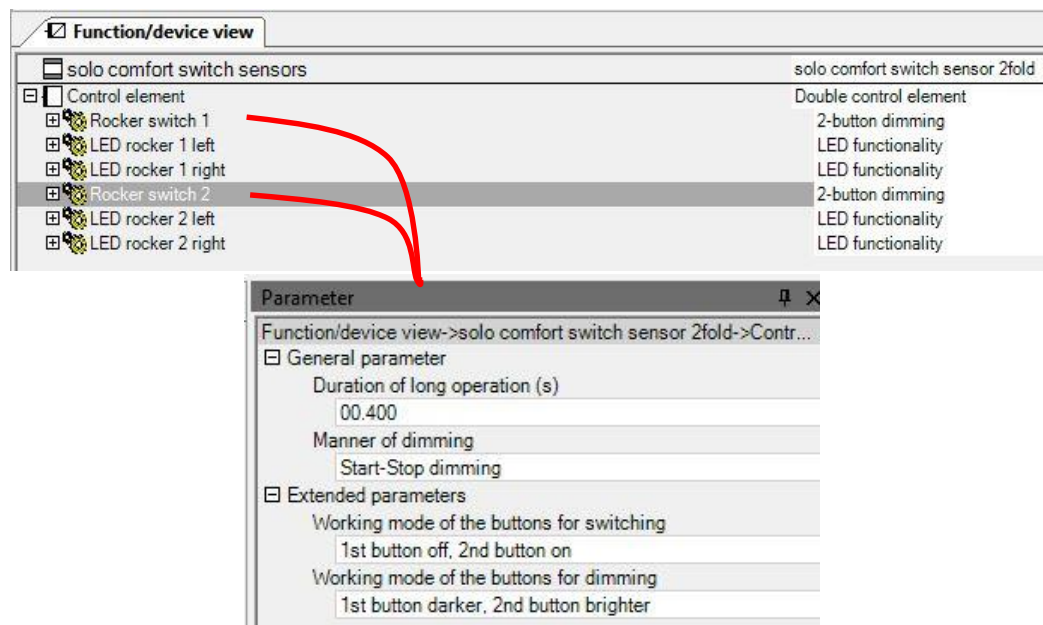 Function/device view
solo comfort switch sensors solo comfort switch sensor 2fold
Control element Double control element
Rocker switch 1 2-button dimming
LED rocker 1 left LED functionality
LED rocker 1 right LED functionality
Rocker switch 2 2-button dimming
LED rocker 2 left LED functionality
LED rocker 2 right LED functionality
Parameter
Function/device view->solo comfort switch sensor 2fold->Contr...
General parameter
Duration of long operation (s)
00.400
Manner of dimming
Start-Stop dimming
Extended parameters
Working mode of the buttons for switching
1st button off, 2nd button on
Working mode of the buttons for dimming
1st button darker, 2nd button brighter